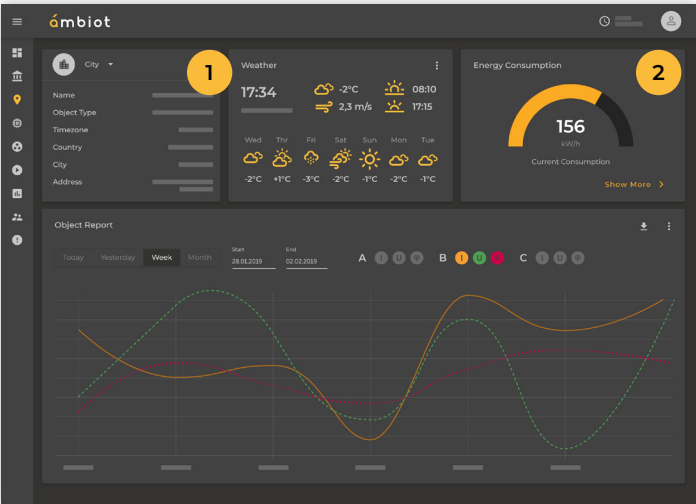 ámbiot
City
1
Name
Object Type
Timezone
Country
City
Address
Weather
17:34
-2°C
08:10
2,3 m/s
17:15
Wed Thr Fri Sat Sun Mon Tue
-2°C +1°C -3°C -2°C -1°C -2°C -1°C
Energy Consumption
2
156
kW/h
Current Consumption
Show More >
Object Report
Today Yesterday Week Month
Start End
28.01.2019 02.02.2019
A I U φ B I U φ C I U φ